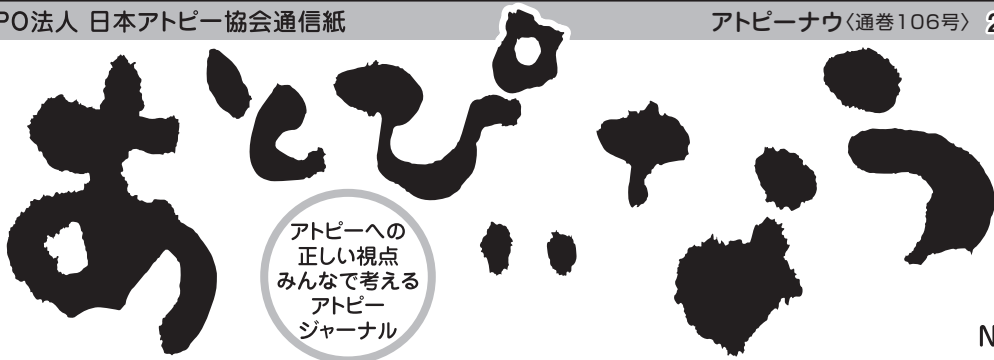 PO法人 日本アトピー協会通信紙
アトピーナウ〈通巻106号〉 2
あとぴぃなう
アトピーへの
正しい視点
みんなで考える
アトピー
ジャーナル
N